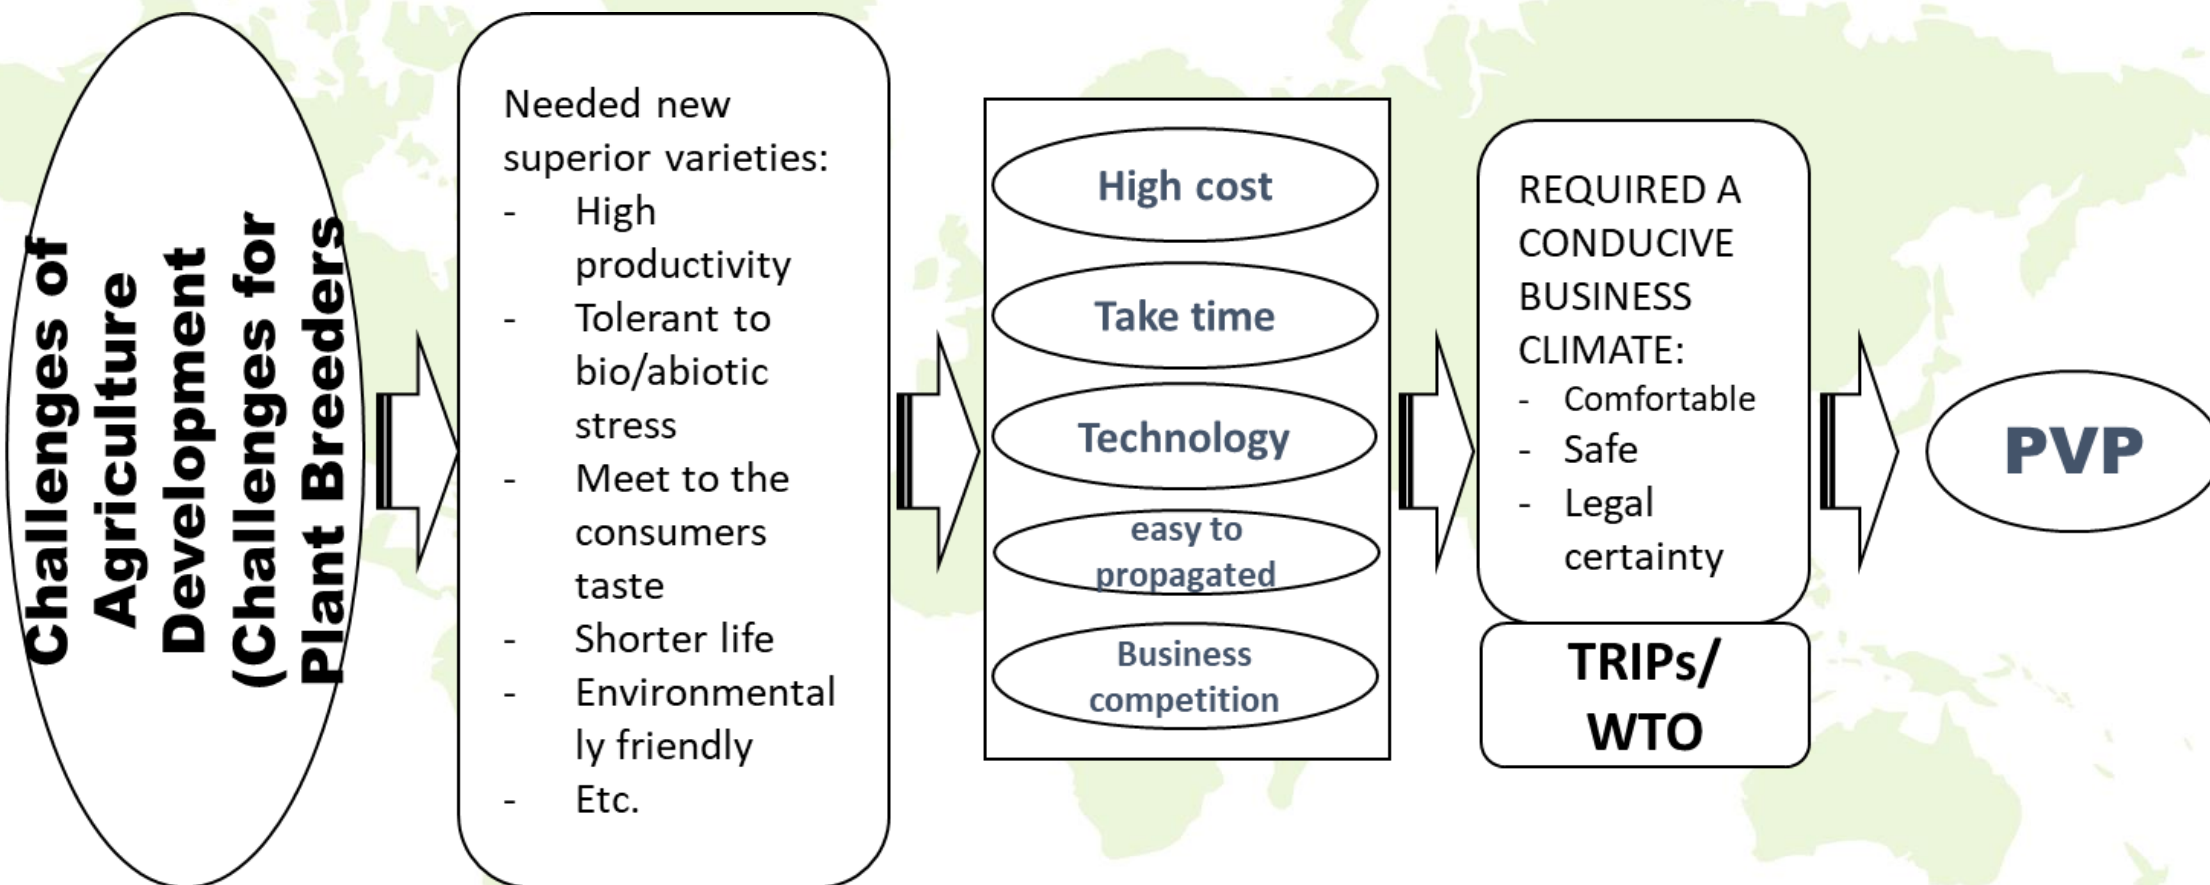 Challenges of
Agriculture
Development
(Challenges for
Plant Breeders
Needed new
superior varieties:
- High
productivity
- Tolerant to
bio/abiotic
stress
- Meet to the
consumers
taste
- Shorter life
- Environmental
ly friendly
- Etc.
High cost
Take time
Technology
easy to
propagated
Business
competition
REQUIRED A
CONDUCIVE
BUSINESS
CLIMATE:
- Comfortable
- Safe
- Legal
certainty
TRIPs/
WTO
PVP